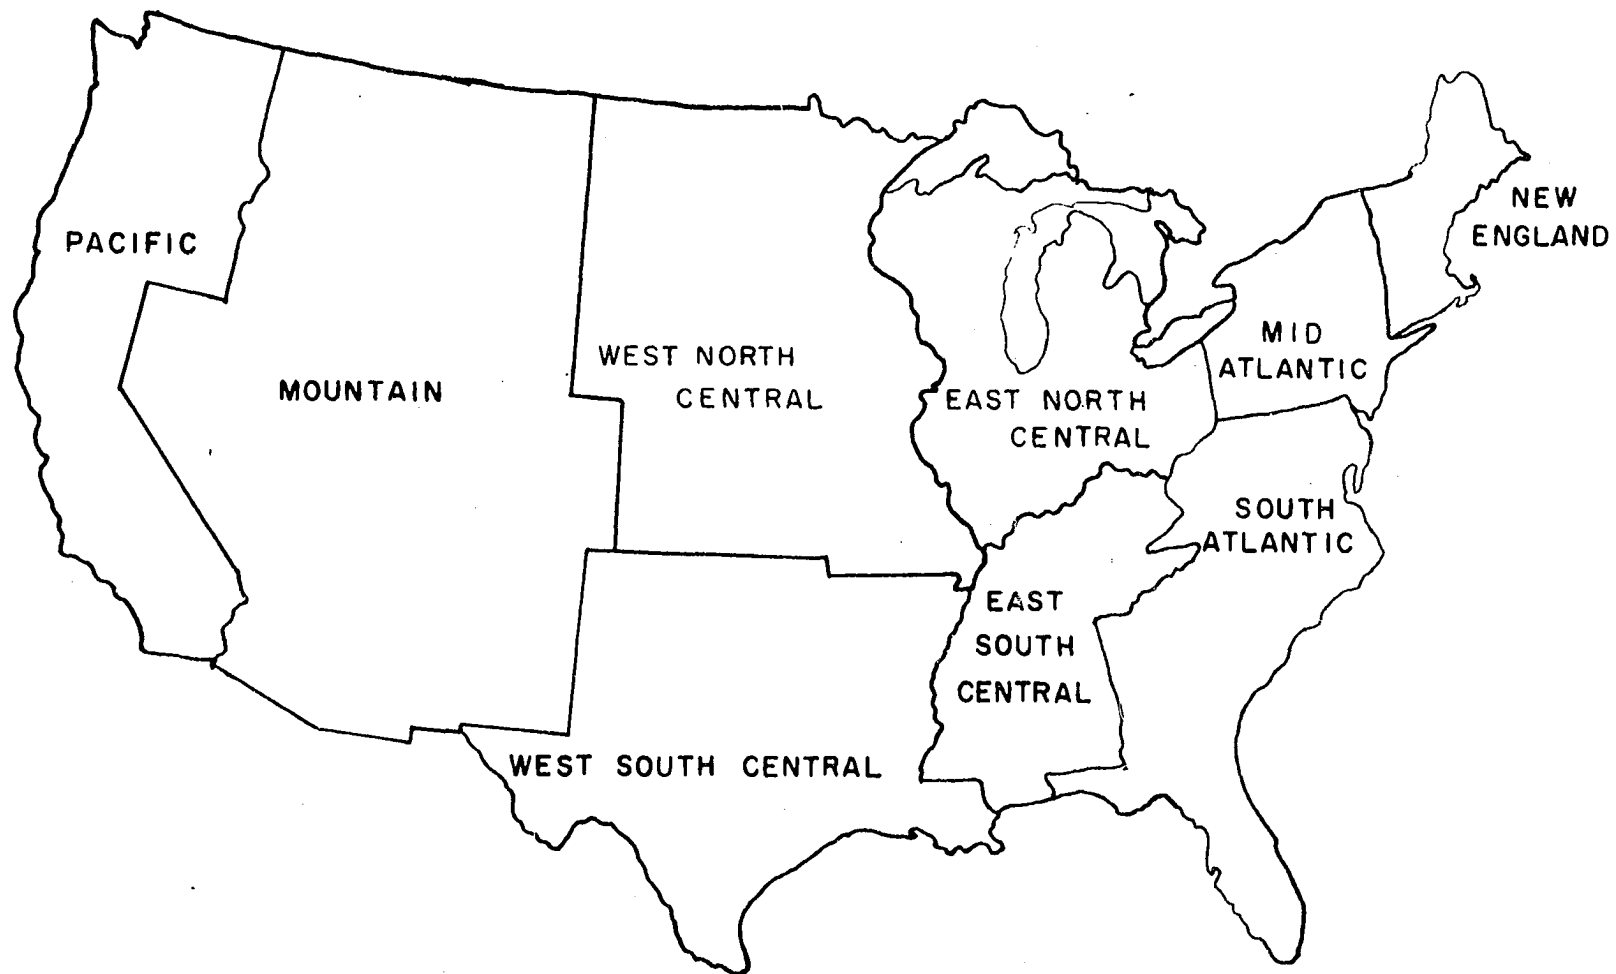 NEW
ENGLAND
PACIFIC
MID
ATLANTIC
WEST NORTH
CENTRAL
MOUNTAIN
EAST NORTH
CENTRAL
SOUTH
ATLANTIC
EAST
SOUTH
CENTRAL
WEST SOUTH CENTRAL